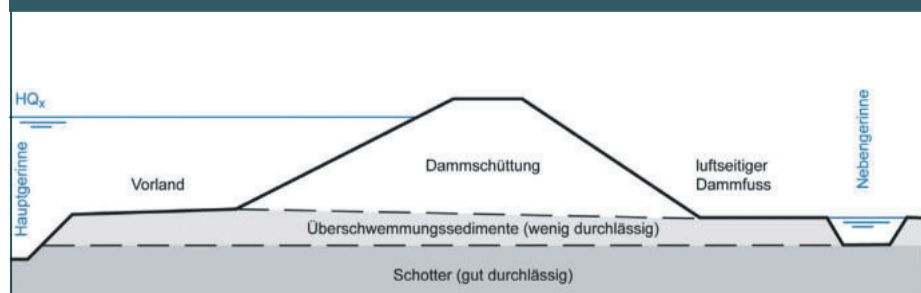 HQx
Hauptgerinne
Vorland
Dammschüttung
luftseitiger
Dammfuss
Nebengerinne
Überschwemmungssedimente (wenig durchlässig)
Schotter (gut durchlässig)